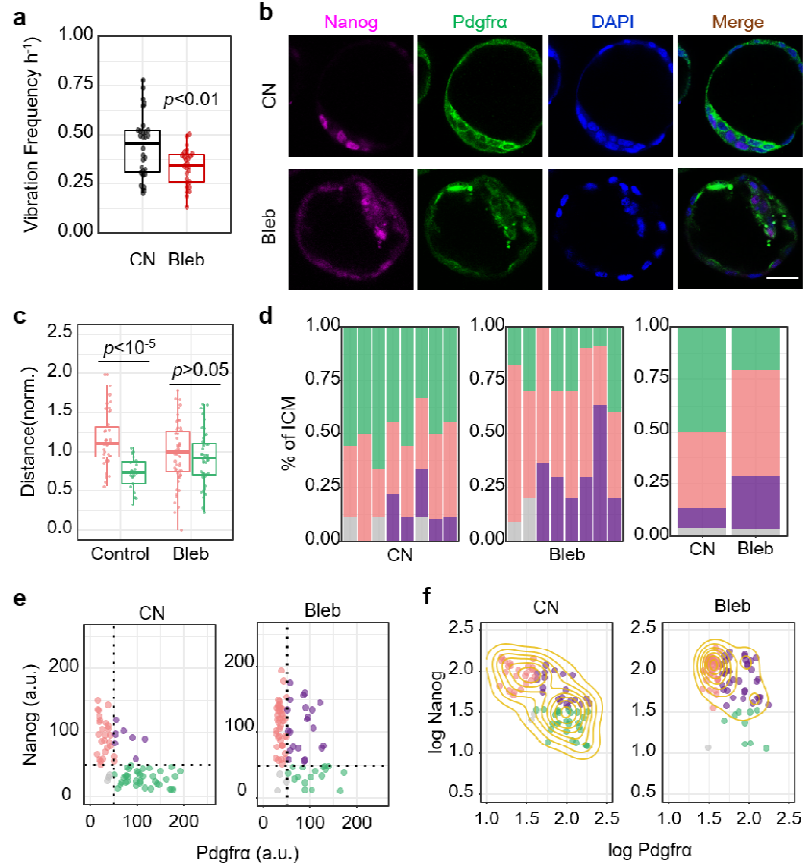 a
Vibration Frequency h⁻¹
1.00
0.75
0.50
0.25
0.00
p<0.01
CN Bleb
b
Nanog Pdgfrα DAPI Merge
CN
Bleb
c
Distance(norm.)
2.5
2.0
1.5
1.0
0.5
0.0
p<10⁻⁵ p>0.05
Control Bleb
d
% of ICM
1.00
0.75
0.50
0.25
0.00
CN
1.00
0.75
0.50
0.25
0.00
Bleb
1.00
0.75
0.50
0.25
0.00
CN Bleb
e
CN Bleb
Nanog (a.u.)
200
100
0
0 100 200
200
100
0
0 100 200
Pdgfrα (a.u.)
f
CN Bleb
log Nanog
2.5
2.0
1.5
1.0
0.5
1.0 1.5 2.0
2.5
2.0
1.5
1.0
0.5
1.0 1.5 2.0
log Pdgfrα